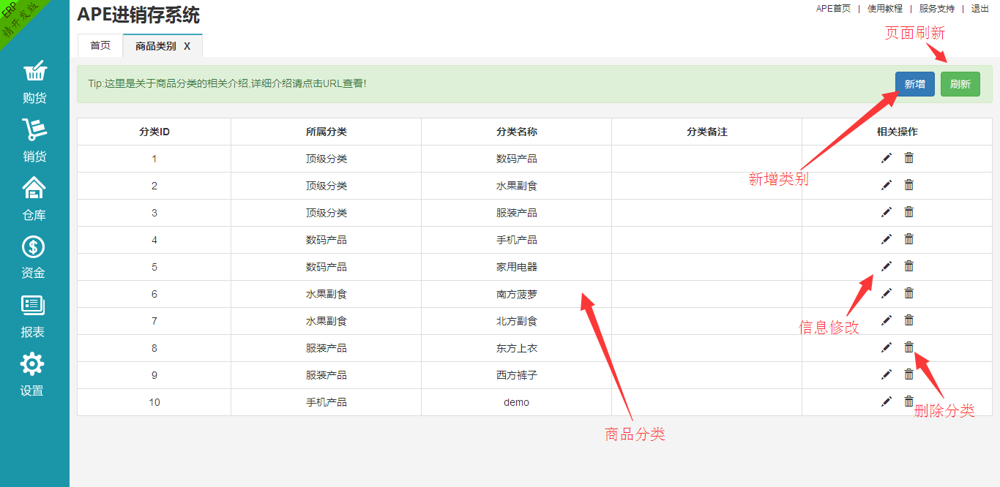 ERP
精开发版
APE进销存系统
APE首页 | 使用教程 | 服务支持 | 退出
页面刷新
首页 商品类别 X
Tip:这里是关于商品分类的相关介绍,详细介绍请点击URL查看!
新增 刷新
购货
销货
仓库
资金
报表
设置
分类ID 所属分类 分类名称 分类备注 相关操作
1 顶级分类 数码产品
2 顶级分类 水果副食
新增类别
3 顶级分类 服装产品
4 数码产品 手机产品
5 数码产品 家用电器
6 水果副食 南方菠萝
7 水果副食 北方副食
信息修改
8 服装产品 东方上衣
9 服装产品 西方裤子
10 手机产品 demo
删除分类
商品分类